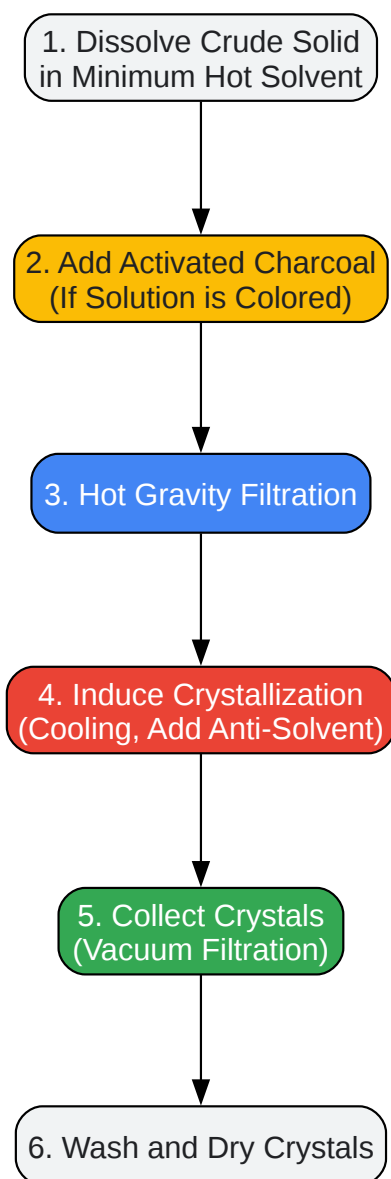 1. Dissolve Crude Solid
in Minimum Hot Solvent
2. Add Activated Charcoal
(If Solution is Colored)
3. Hot Gravity Filtration
4. Induce Crystallization
(Cooling, Add Anti-Solvent)
5. Collect Crystals
(Vacuum Filtration)
6. Wash and Dry Crystals